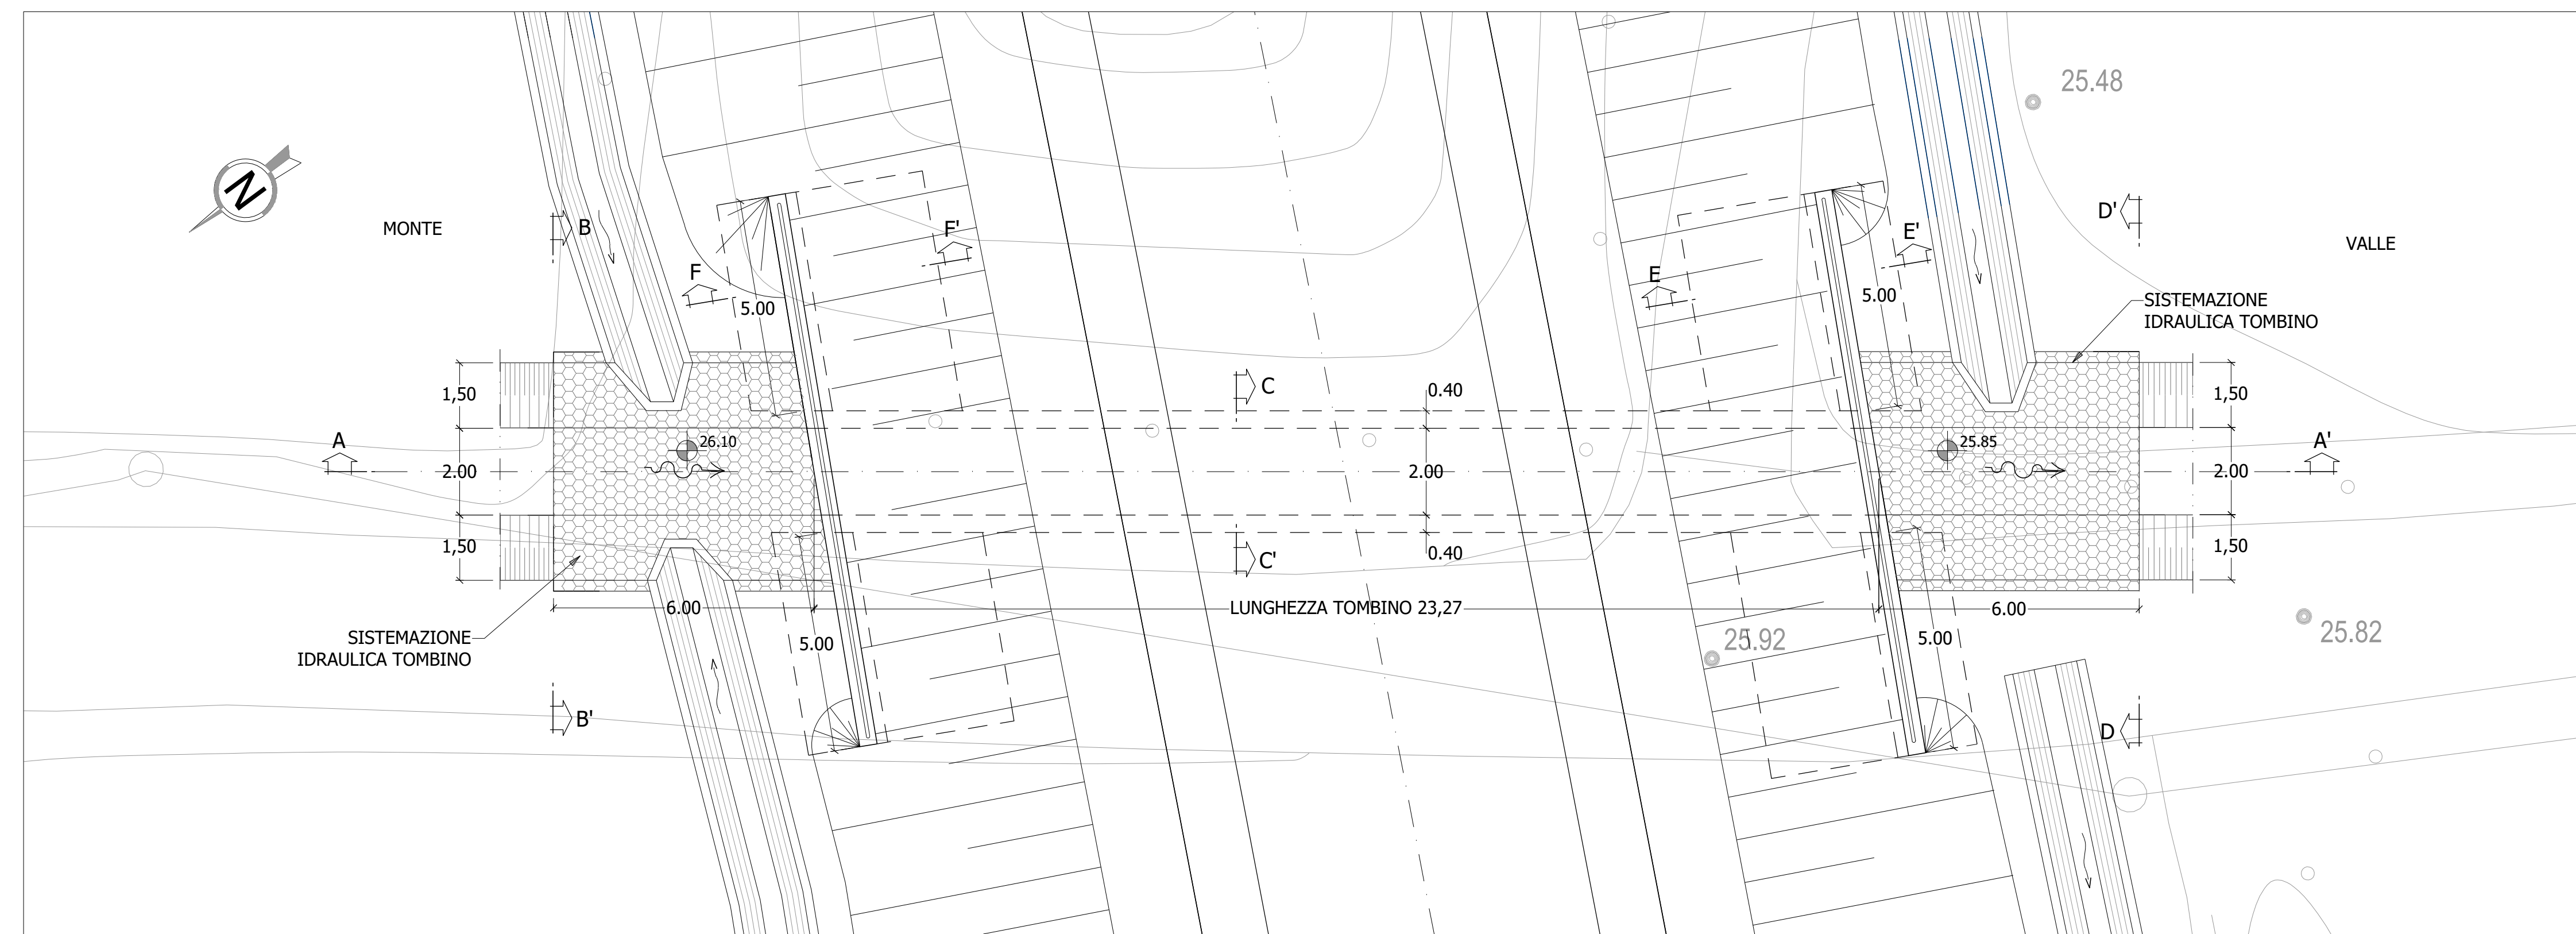 25.48
N
MONTE
B
D'
VALLE
F'
E'
F
E
5.00
5.00
SISTEMAZIONE
IDRAULICA TOMBINO
1,50
C
0.40
1,50
A
26.10
25.85
A'
2.00
2.00
2.00
1,50
C'
0.40
1,50
6.00
LUNGHEZZA TOMBINO 23,27
6.00
SISTEMAZIONE
IDRAULICA TOMBINO
5.00
25.92
5.00
25.82
B'
D